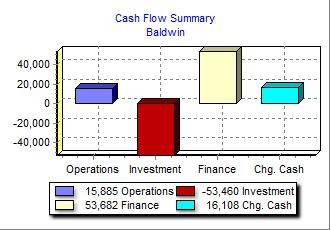 Cash Flow Summary
Baldwin
40,000
20,000
0
-20,000
-40,000
Operations Investment Finance Chg. Cash
15,885 Operations -53,460 Investment
53,682 Finance 16,108 Chg. Cash